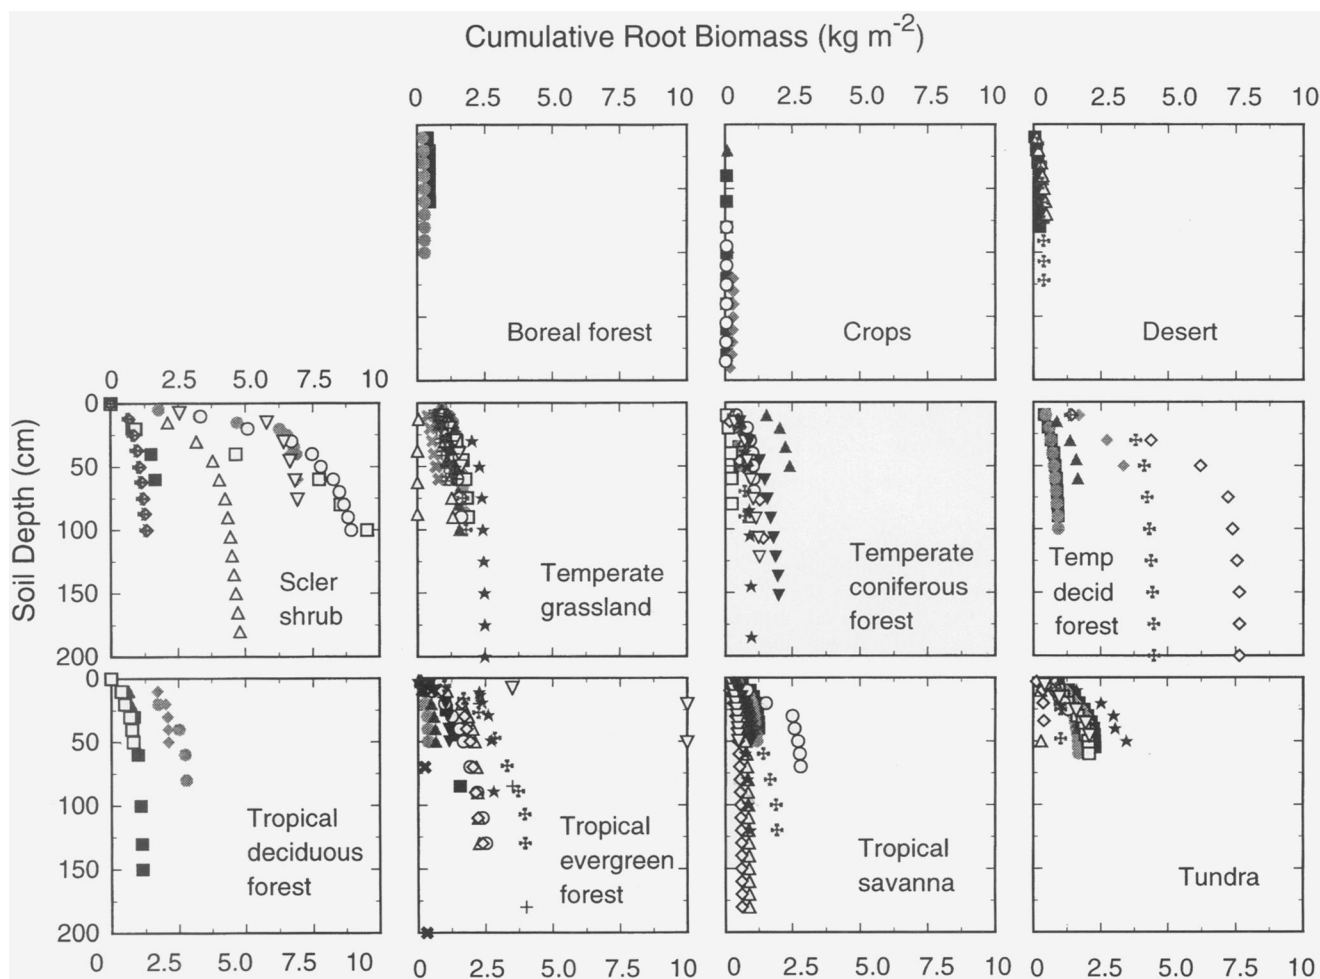 Cumulative Root Biomass (kg m-2)
0 2.5 5.0 7.5 10 0 2.5 5.0 7.5 10 0 2.5 5.0 7.5 10
Boreal forest Crops Desert
0 2.5 5.0 7.5 10
Soil Depth (cm)
0
50
100
150
200
Scler
shrub
Temperate
grassland
Temperate
coniferous
forest
Temp
decid
forest
0
50
100
150
200
Tropical
deciduous
forest
Tropical
evergreen
forest
Tropical
savanna
Tundra
0 2.5 5.0 7.5 10 0 2.5 5.0 7.5 10 0 2.5 5.0 7.5 10 0 2.5 5.0 7.5 10